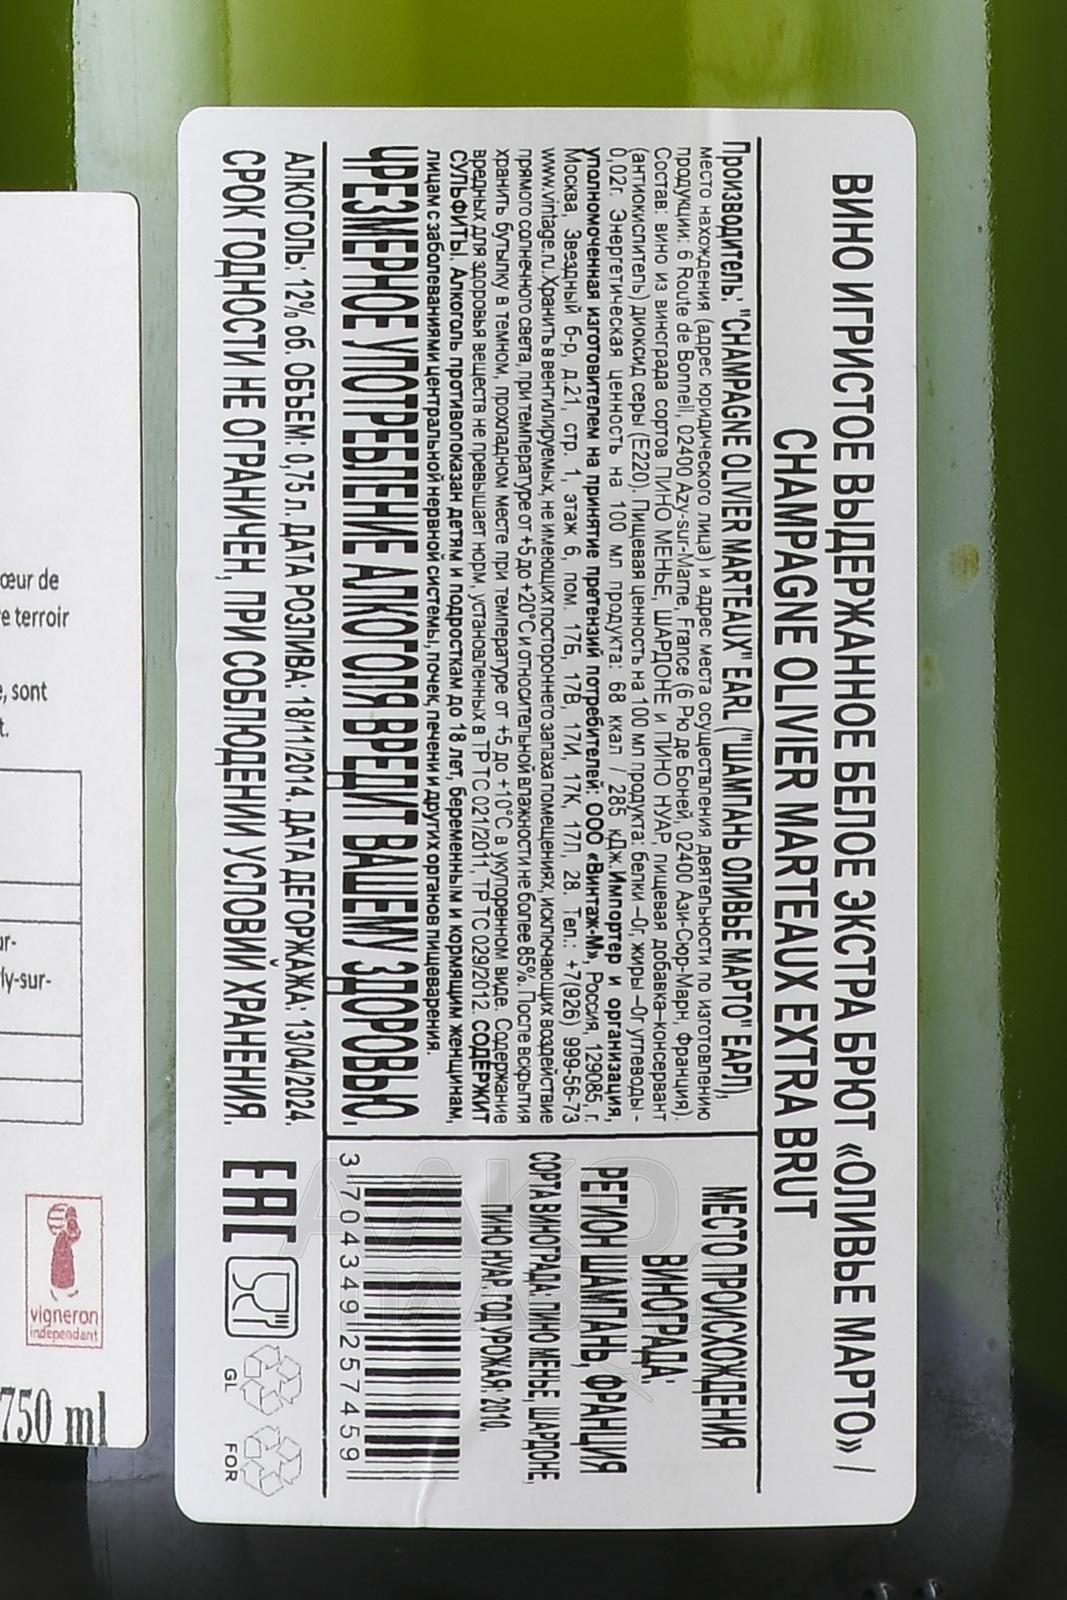 ВИНО ИГРИСТОЕ ВЫДЕРЖАННОЕ БЕЛОЕ ЭКСТРА БРЮТ «ОЛИВЬЕ МАРТО» /
CHAMPAGNE OLIVIER MARTEAUX EXTRA BRUT
Производитель: "CHAMPAGNE OLIVIER MARTEAUX" EARL ("ШАМПАНЬ ОЛИВЬЕ МАРТО" ЕАРЛ),
место нахождения (адрес юридического лица) и адрес места осуществления деятельности по изготовлению
продукции: 6 Route de Bonneil, 02400 Azy-sur-Marne, France (6 Рю де Боней, 02400 Ази-Сюр-Марн, Франция).
Состав: вино из винограда сортов ПИНО МЕНЬЕ, ШАРДОНЕ и ПИНО НУАР, пищевая добавка-консервант
(антиокислитель) диоксид серы (Е220). Пищевая ценность на 100 мл продукта: белки –0г, жиры –0г углеводы -
0,02г. Энергетическая ценность на 100 мл продукта: 68 ккал / 285 кДж. Импортер и организация,
уполномоченная изготовителем на принятие претензий потребителей: ООО «Винтаж-М», Россия, 129085, г.
Москва, Звездный б-р, д.21, стр. 1, этаж 6, пом. 17Б, 17В, 17И, 17К, 17Л, 28. Тел.: +7(926) 999-56-73
www.vintage.ru. Хранить в вентилируемых, не имеющих постороннего запаха помещениях, исключающих воздействие
прямого солнечного света, при температуре от +5 до +20°С и относительной влажности не более 85%. После вскрытия
хранить бутылку в темном, прохладном месте при температуре от +5 до +10°С в укупоренном виде. Содержание
вредных для здоровья веществ не превышает норм, установленных в ТР ТС 021/2011, ТР ТС 029/2012. СОДЕРЖИТ
СУЛЬФИТЫ. Алкоголь противопоказан детям и подросткам до 18 лет, беременным и кормящим женщинам,
лицам с заболеваниями центральной нервной системы, почек, печени и других органов пищеварения.
ЧРЕЗМЕРНОЕ УПОТРЕБЛЕНИЕ АЛКОГОЛЯ ВРЕДИТ ВАШЕМУ ЗДОРОВЬЮ.
АЛКОГОЛЬ: 12% об. ОБЪЕМ: 0,75 л. ДАТА РОЗЛИВА: 18/11/2014. ДАТА ДЕГОРЖАЖА: 13/04/2024.
СРОК ГОДНОСТИ НЕ ОГРАНИЧЕН, ПРИ СОБЛЮДЕНИИ УСЛОВИЙ ХРАНЕНИЯ.
МЕСТО ПРОИСХОЖДЕНИЯ
ВИНОГРАДА:
РЕГИОН ШАМПАНЬ, ФРАНЦИЯ
СОРТА ВИНОГРАДА: ПИНО МЕНЬЕ, ШАРДОНЕ,
ПИНО НУАР. ГОД УРОЖАЯ: 2010.
3 704349 257459
EAC
GL
FOR
œur de
e terroir
, sont
t.
ur-
ly-sur-
vigneron
indépendant
750 ml